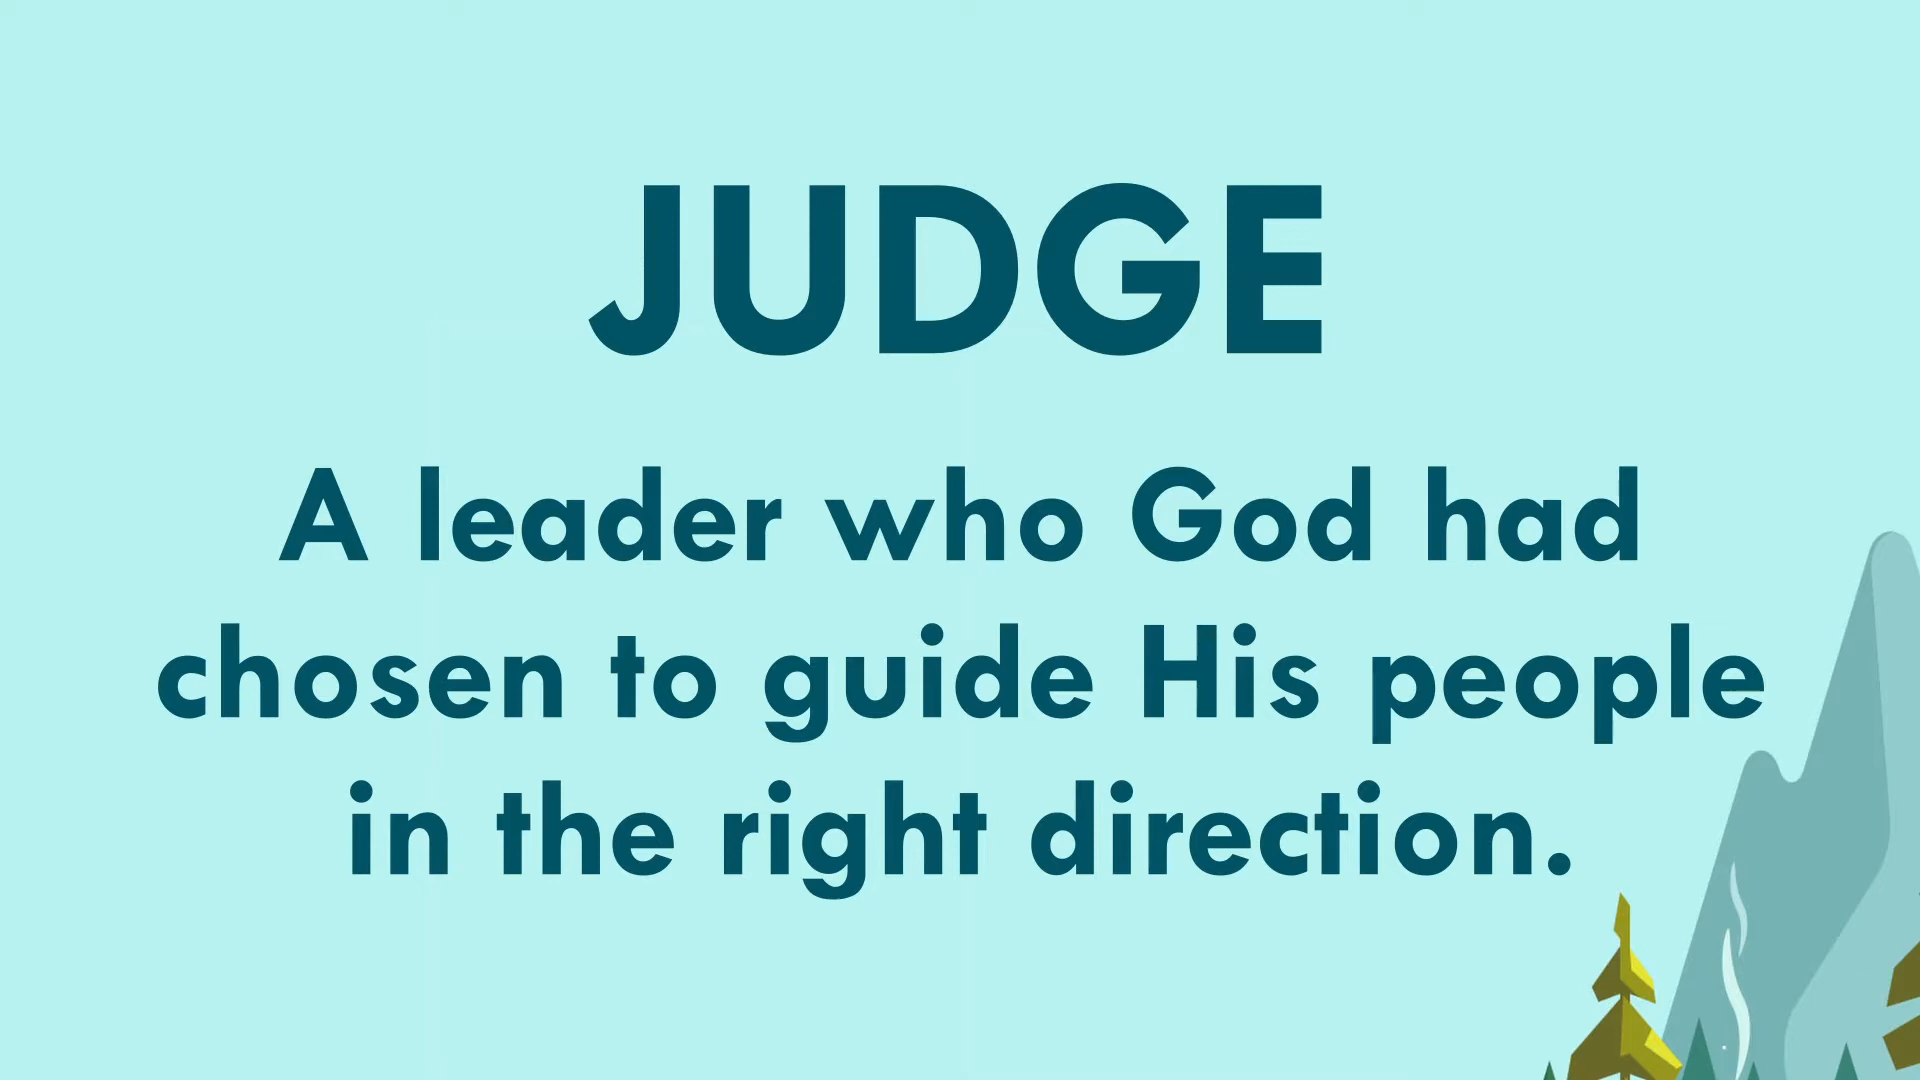 JUDGE
A leader who God had
chosen to guide His people
in the right direction.